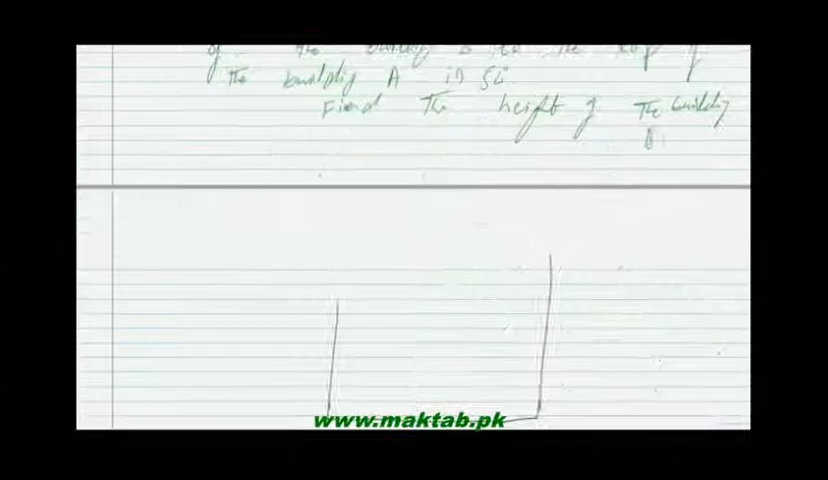 of the building B to the top of
The building A is 56
Find the height of The building
www.maktab.pk